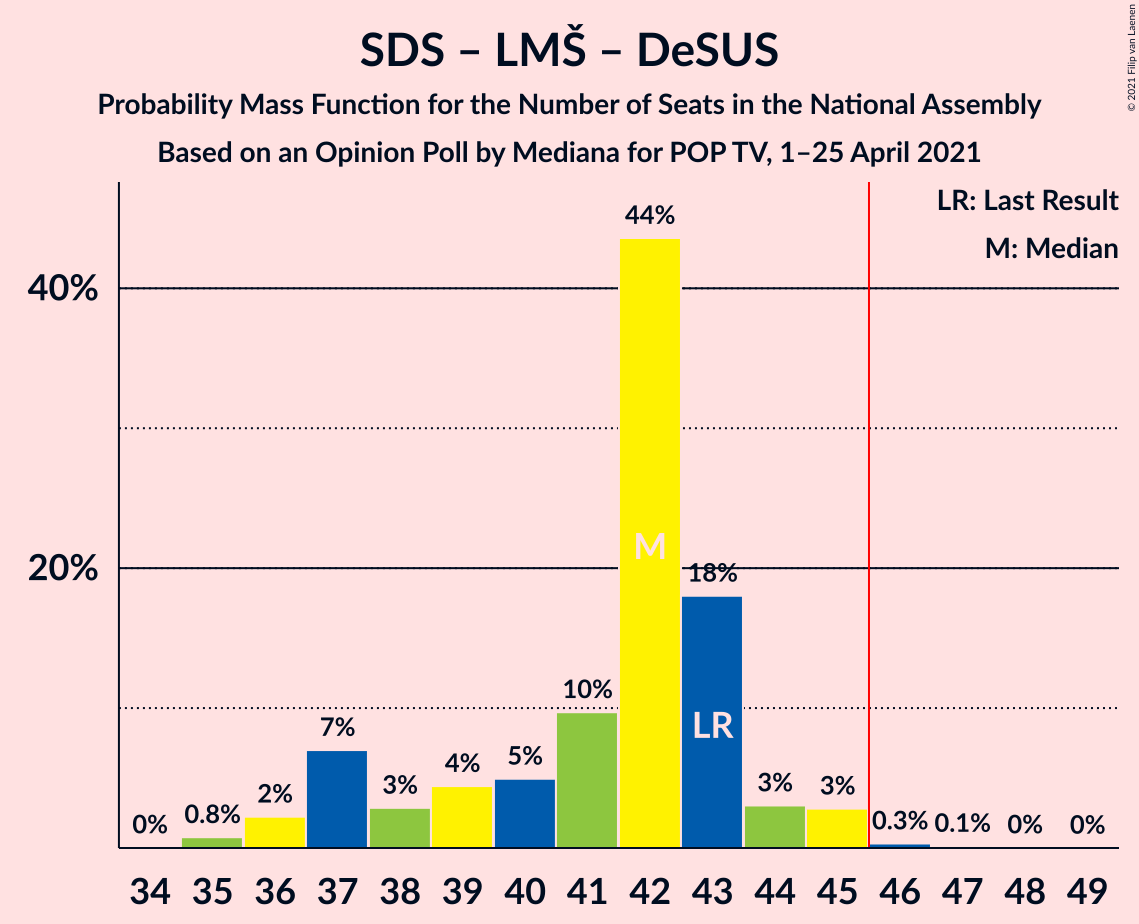 SDS – LMŠ – DeSUS
Probability Mass Function for the Number of Seats in the National Assembly
Based on an Opinion Poll by Mediana for POP TV, 1–25 April 2021
© 2021 Filip van Laenen
LR: Last Result
M: Median
44%
40%
M
20%
18%
10%
LR
7%
5%
4%
3%
3%
3%
2%
0%
0.8%
0.3%
0.1%
0%
0%
34 35 36 37 38 39 40 41 42 43 44 45 46 47 48 49